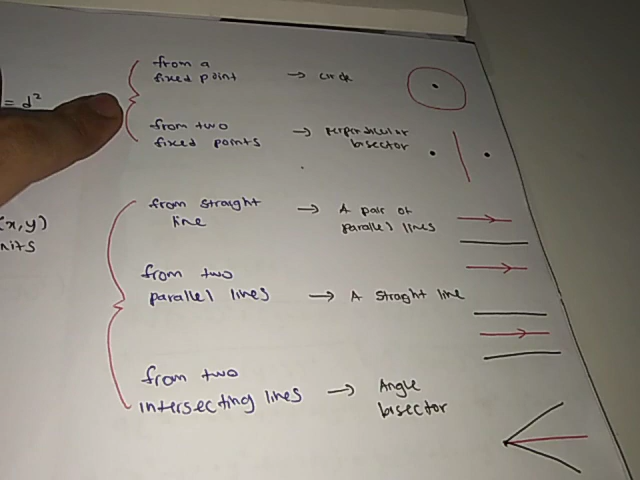 = d²
(x, y)
nits
from a
fixed point → circle
from two
fixed points → perpendicular
bisector
from straight
line → A pair of
parallel lines
from two
parallel lines → A straght line
from two
intersecting lines → Angle
bisector